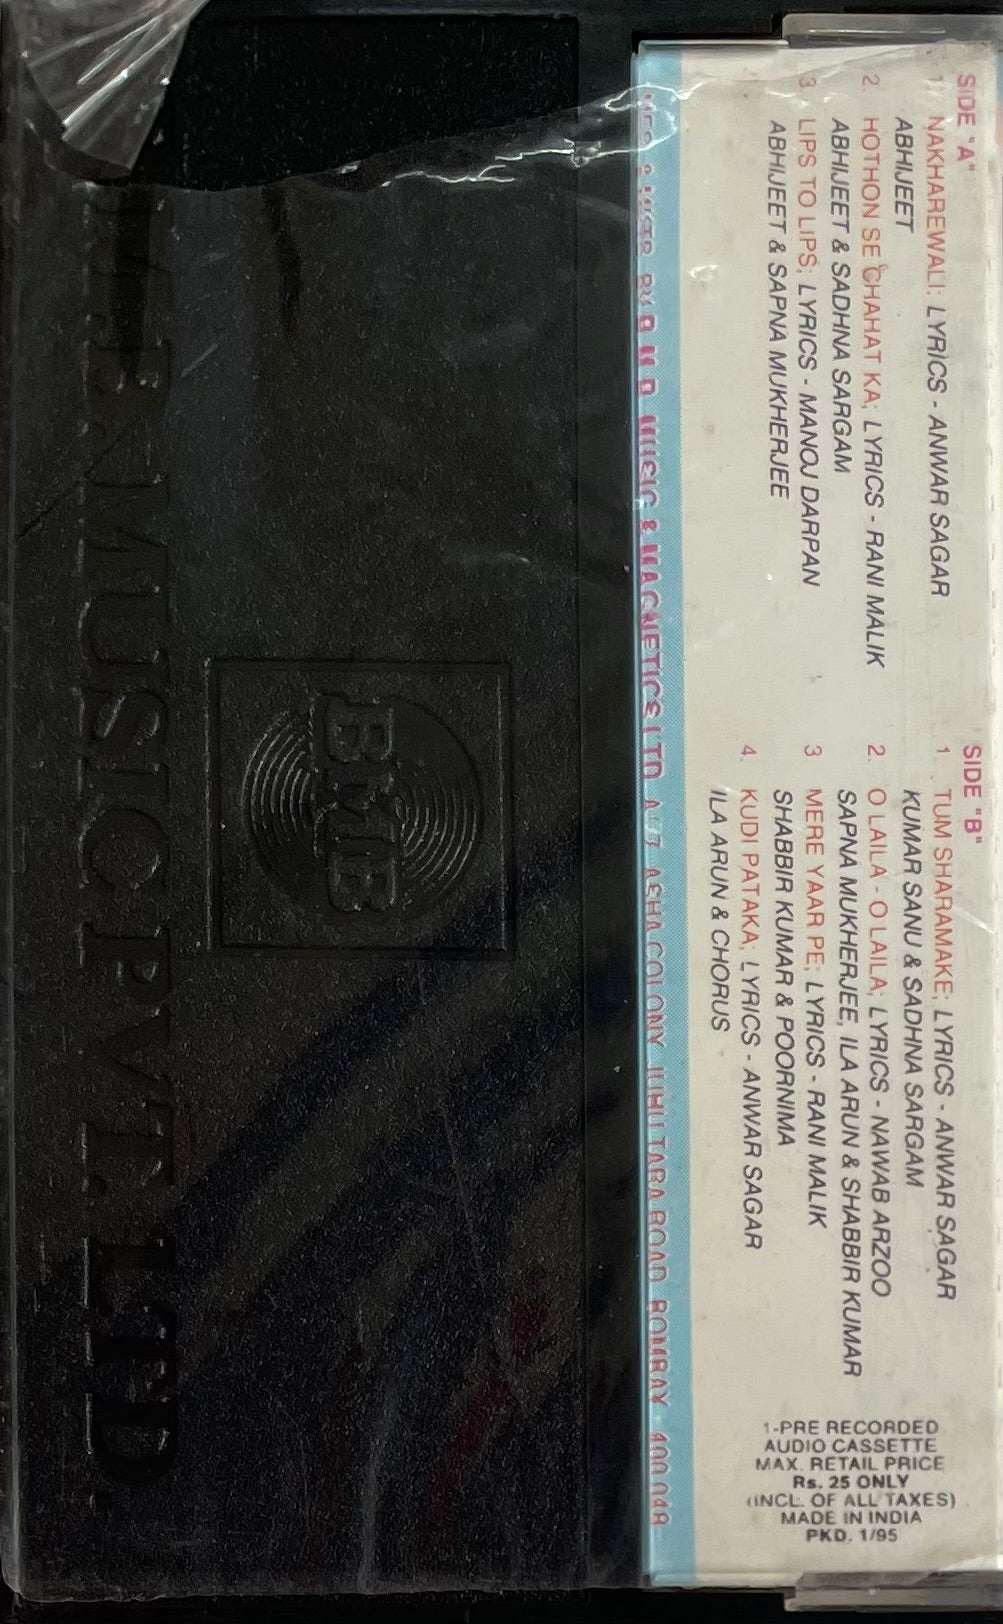 SIDE "A"
1. NAKHAREWALI; LYRICS - ANWAR SAGAR
ABHIJEET
2. HOTHON SE CHAHAT KA; LYRICS - RANI MALIK
ABHIJEET & SADHNA SARGAM
3 LIPS TO LIPS; LYRICS - MANOJ DARPAN
ABHIJEET & SAPNA MUKHERJEE
SIDE "B"
1. TUM SHARAMAKE; LYRICS - ANWAR SAGAR
KUMAR SANU & SADHNA SARGAM
2. O LAILA - O LAILA; LYRICS - NAWAB ARZOO
SAPNA MUKHERJEE, ILA ARUN & SHABBIR KUMAR
3 MERE YAAR PE; LYRICS - RANI MALIK
SHABBIR KUMAR & POORNIMA
4. KUDI PATAKA; LYRICS - ANWAR SAGAR
ILA ARUN & CHORUS
1-PRE RECORDED
AUDIO CASSETTE
MAX. RETAIL PRICE
Rs. 25 ONLY
(INCL. OF ALL TAXES)
MADE IN INDIA
PKD. 1/95
MUSIC & MAGNETICS LTD ASHA COLONY JUHU TARA ROAD BOMBAY 400 049
BMB
BMB MUSIC PVT. LTD.